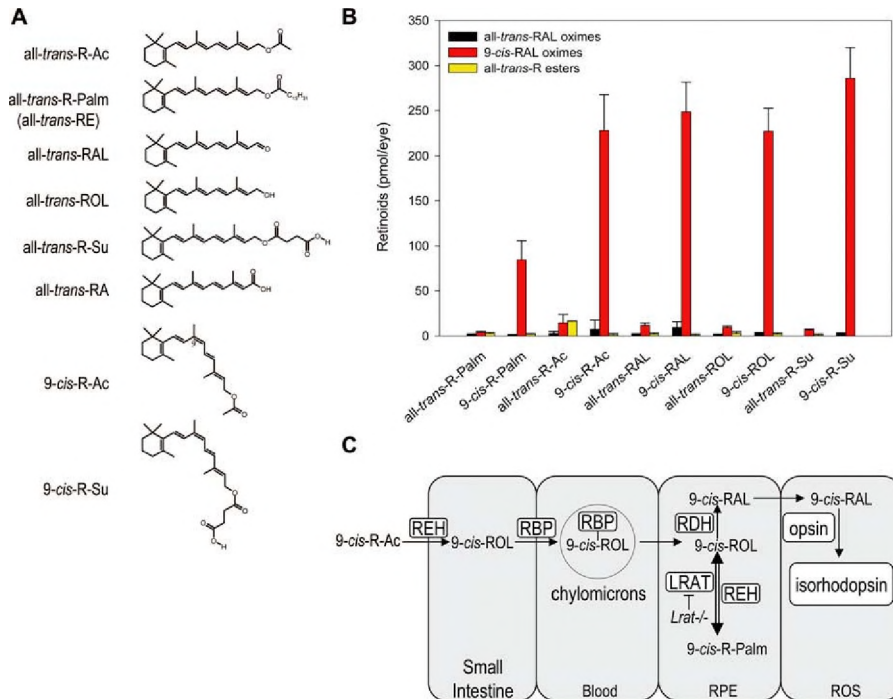 A
all-trans-R-Ac
all-trans-R-Palm
(all-trans-RE)
all-trans-RAL
all-trans-ROL
all-trans-R-Su
all-trans-RA
9-cis-R-Ac
9-cis-R-Su
O
O
O
O
C₁₅H₃₁
O
OH
O
O
O
O
H
O
OH
9
O
O
O
O
O
O
H
B
all-trans-RAL oximes
9-cis-RAL oximes
all-trans-R esters
Retinoids (pmol/eye)
350
300
250
200
150
100
50
0
all-trans-R-Palm
9-cis-R-Palm
all-trans-R-Ac
9-cis-R-Ac
all-trans-RAL
9-cis-RAL
all-trans-ROL
9-cis-ROL
all-trans-R-Su
9-cis-R-Su
C
9-cis-R-Ac
REH
9-cis-ROL
Small
Intestine
RBP
RBP
9-cis-ROL
chylomicrons
Blood
9-cis-RAL
RDH
9-cis-ROL
LRAT
REH
Lrat-/-
9-cis-R-Palm
RPE
9-cis-RAL
opsin
isorhodopsin
ROS